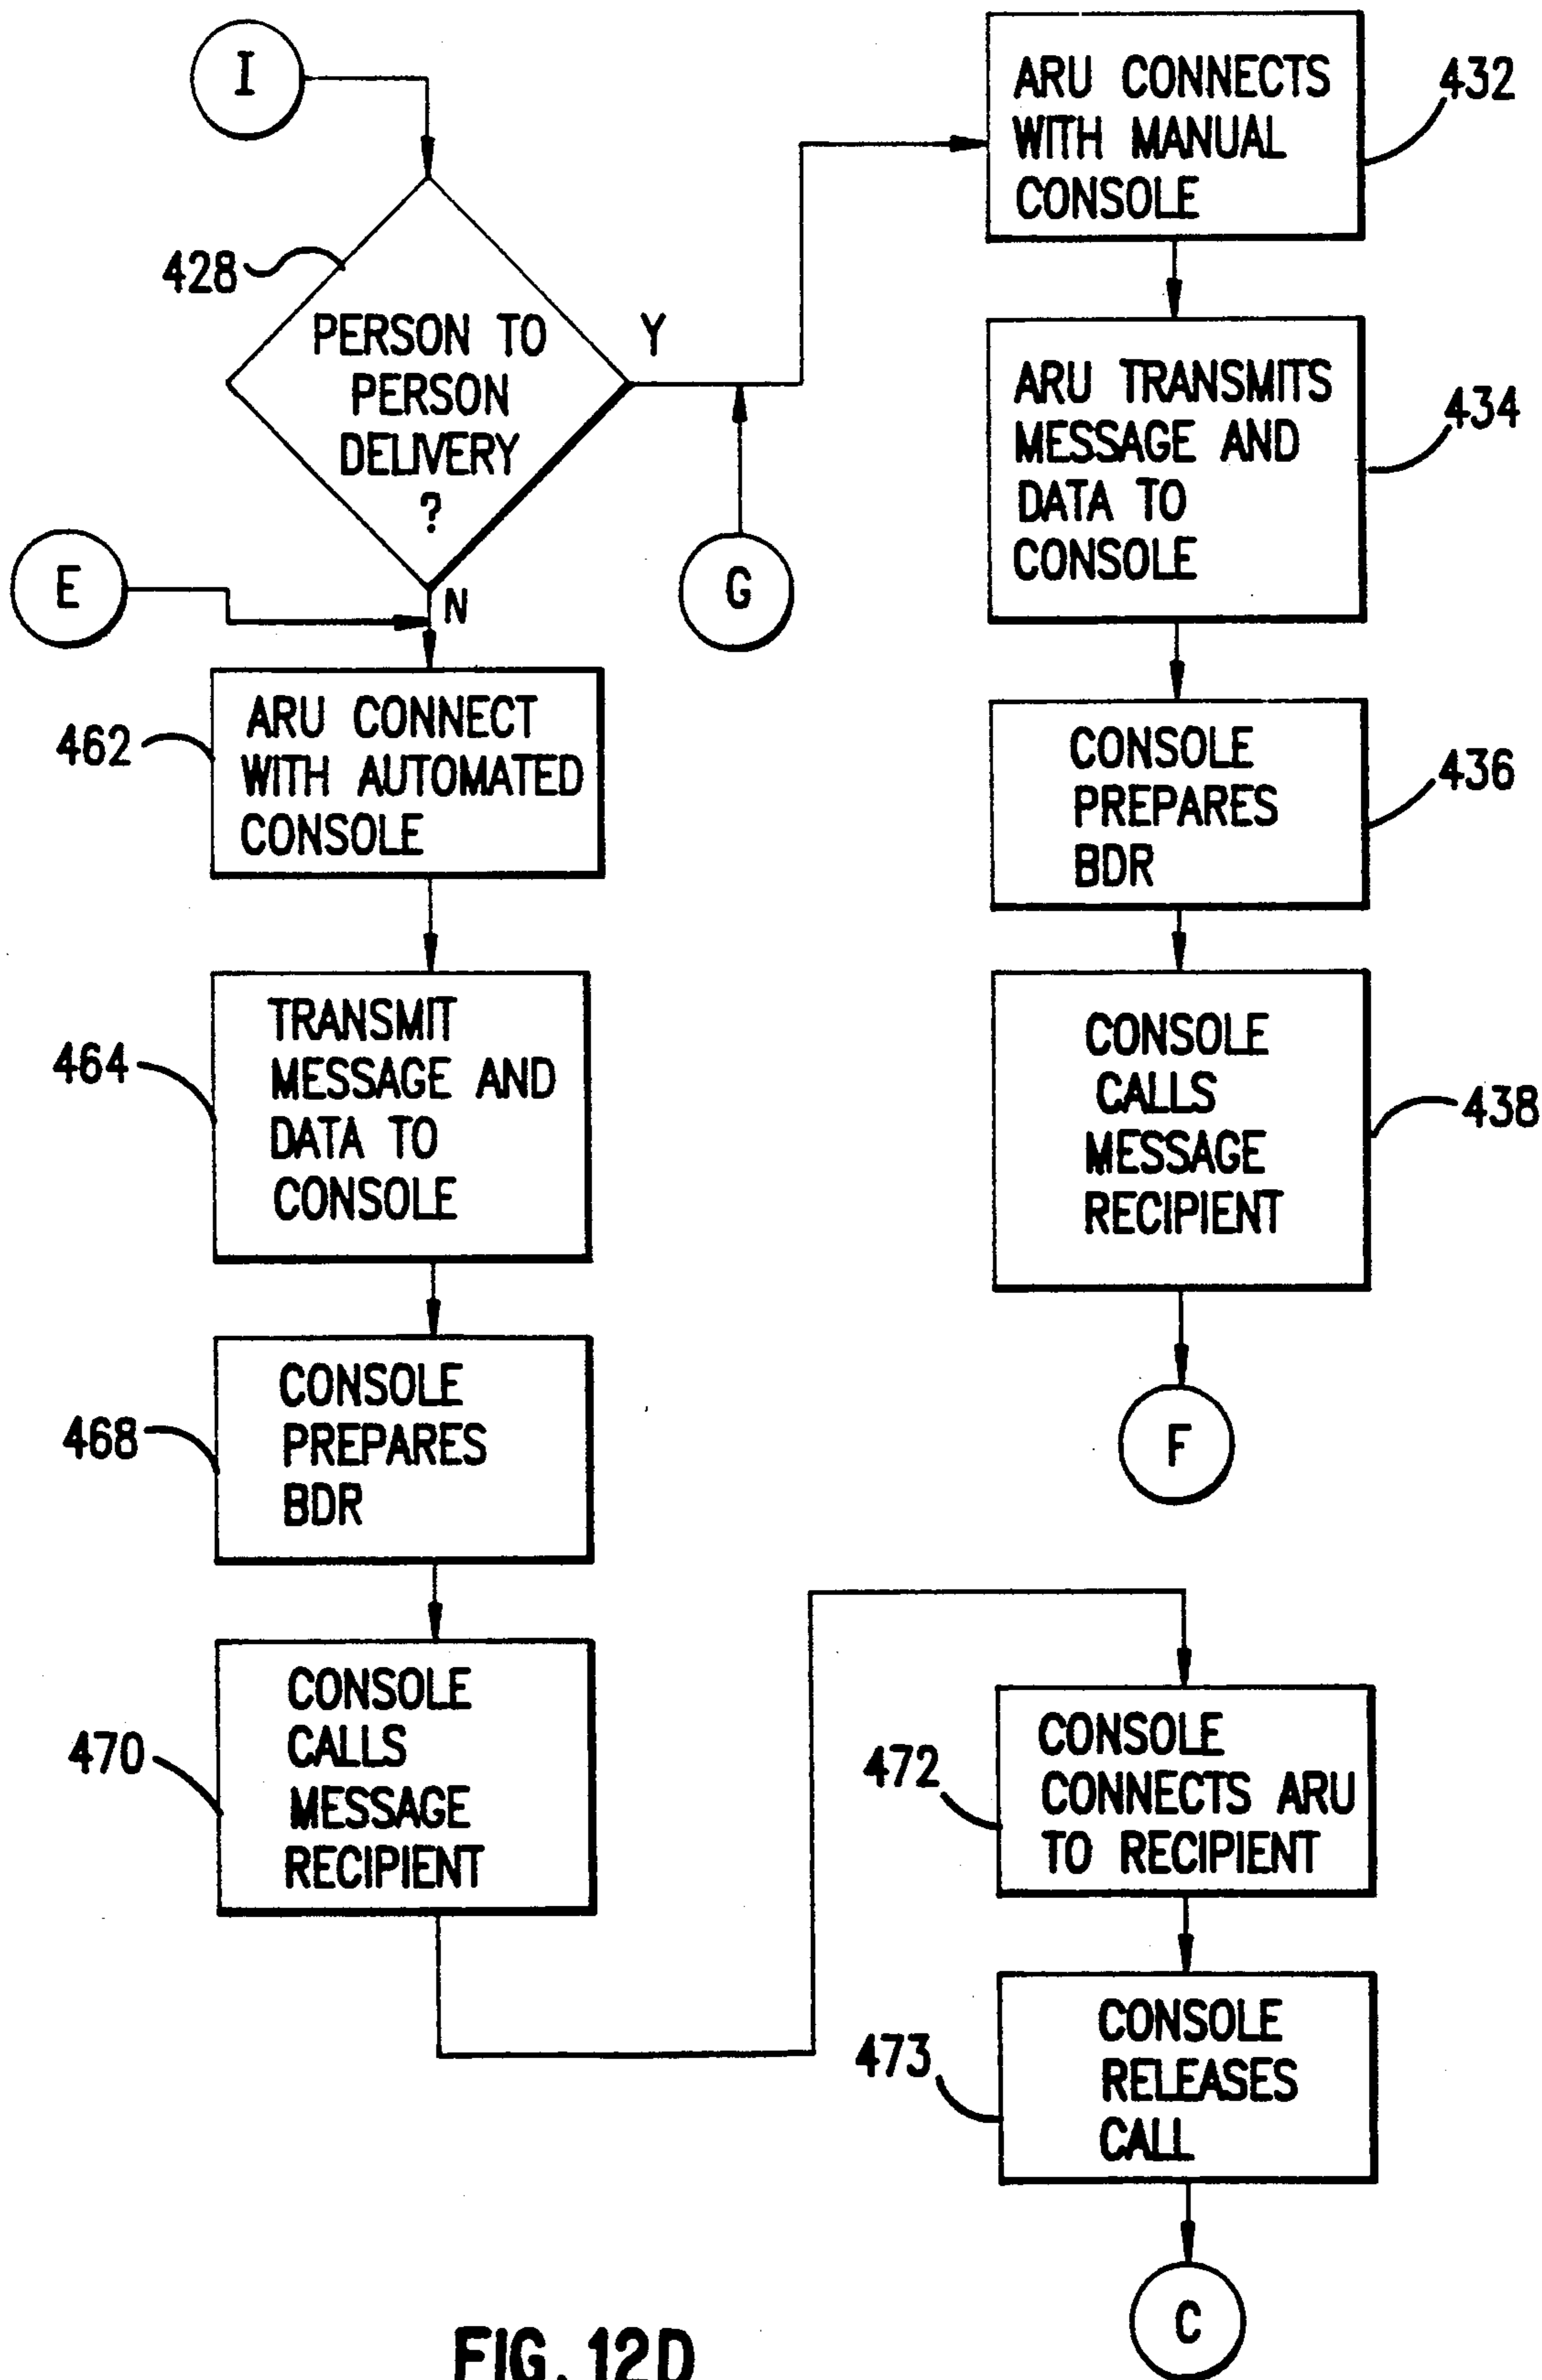 I
428
PERSON TO
PERSON
DELIVERY
?
Y
N
E
G
462
ARU CONNECT
WITH AUTOMATED
CONSOLE
464
TRANSMIT
MESSAGE AND
DATA TO
CONSOLE
468
CONSOLE
PREPARES
BDR
470
CONSOLE
CALLS
MESSAGE
RECIPIENT
ARU CONNECTS
WITH MANUAL
CONSOLE
432
ARU TRANSMITS
MESSAGE AND
DATA TO
CONSOLE
434
CONSOLE
PREPARES
BDR
436
CONSOLE
CALLS
MESSAGE
RECIPIENT
438
F
472
CONSOLE
CONNECTS ARU
TO RECIPIENT
473
CONSOLE
RELEASES
CALL
C
FIG. 12D